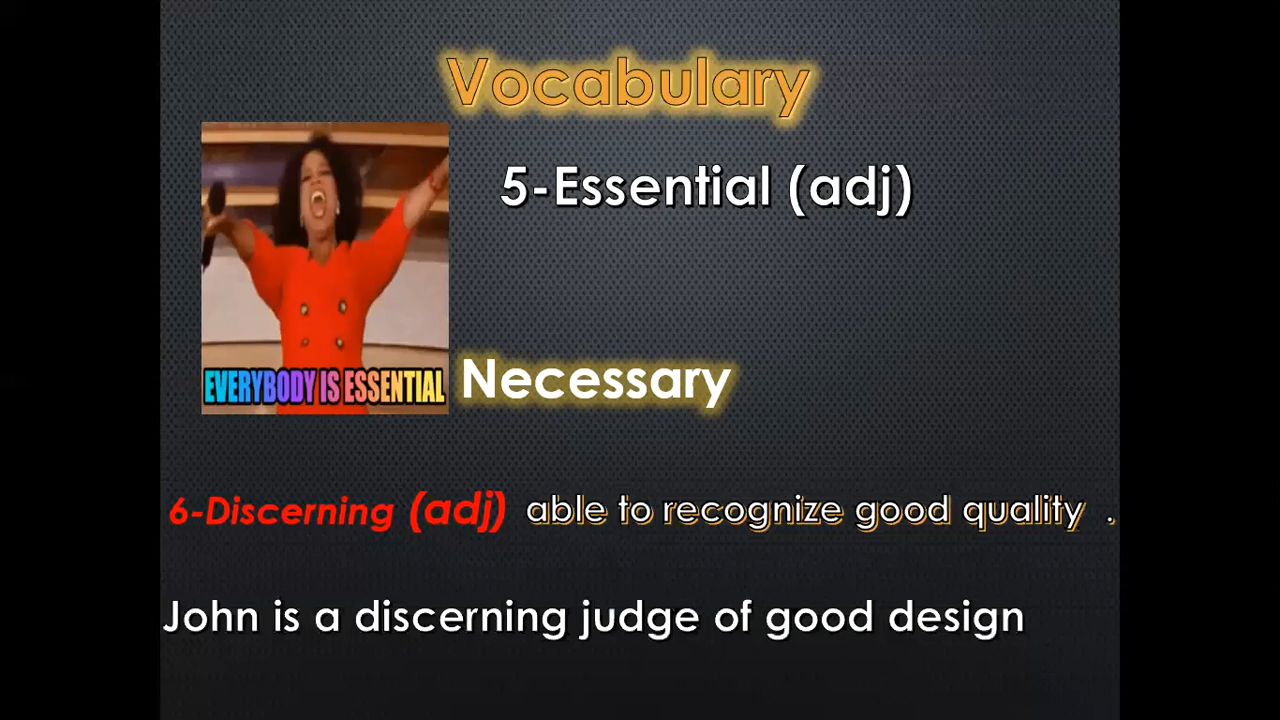 Vocabulary
5-Essential (adj)
EVERYBODY IS ESSENTIAL
Necessary
6-Discerning (adj) able to recognize good quality .
John is a discerning judge of good design